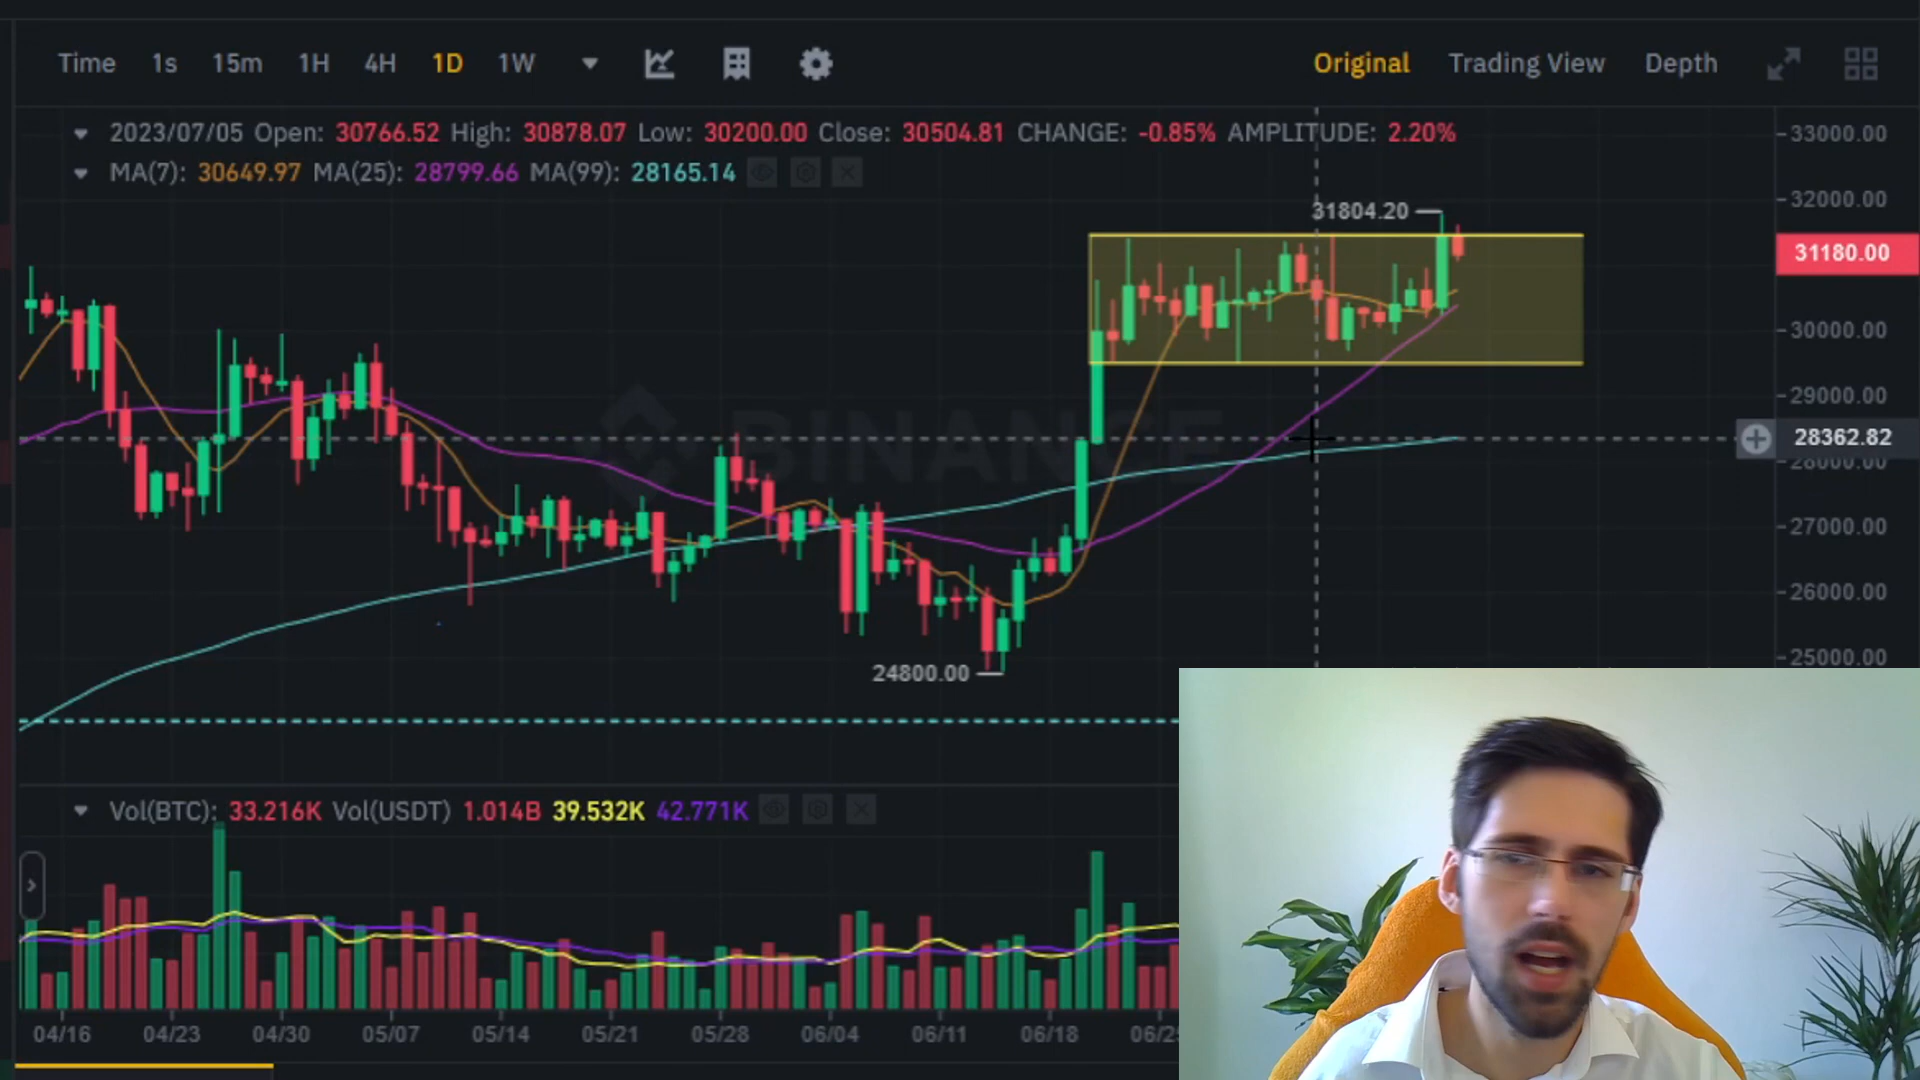 Time 1s 15m 1H 4H 1D 1W Original Trading View Depth
2023/07/05 Open: 30766.52 High: 30878.07 Low: 30200.00 Close: 30504.81 CHANGE: -0.85% AMPLITUDE: 2.20%
MA(7): 30649.97 MA(25): 28799.66 MA(99): 28165.14
33000.00
32000.00
31804.20
31180.00
30000.00
29000.00
BINANCE
28362.82
28000.00
27000.00
26000.00
25000.00
24800.00
Vol(BTC): 33.216K Vol(USDT) 1.014B 39.532K 42.771K
04/16 04/23 04/30 05/07 05/14 05/21 05/28 06/04 06/11 06/18